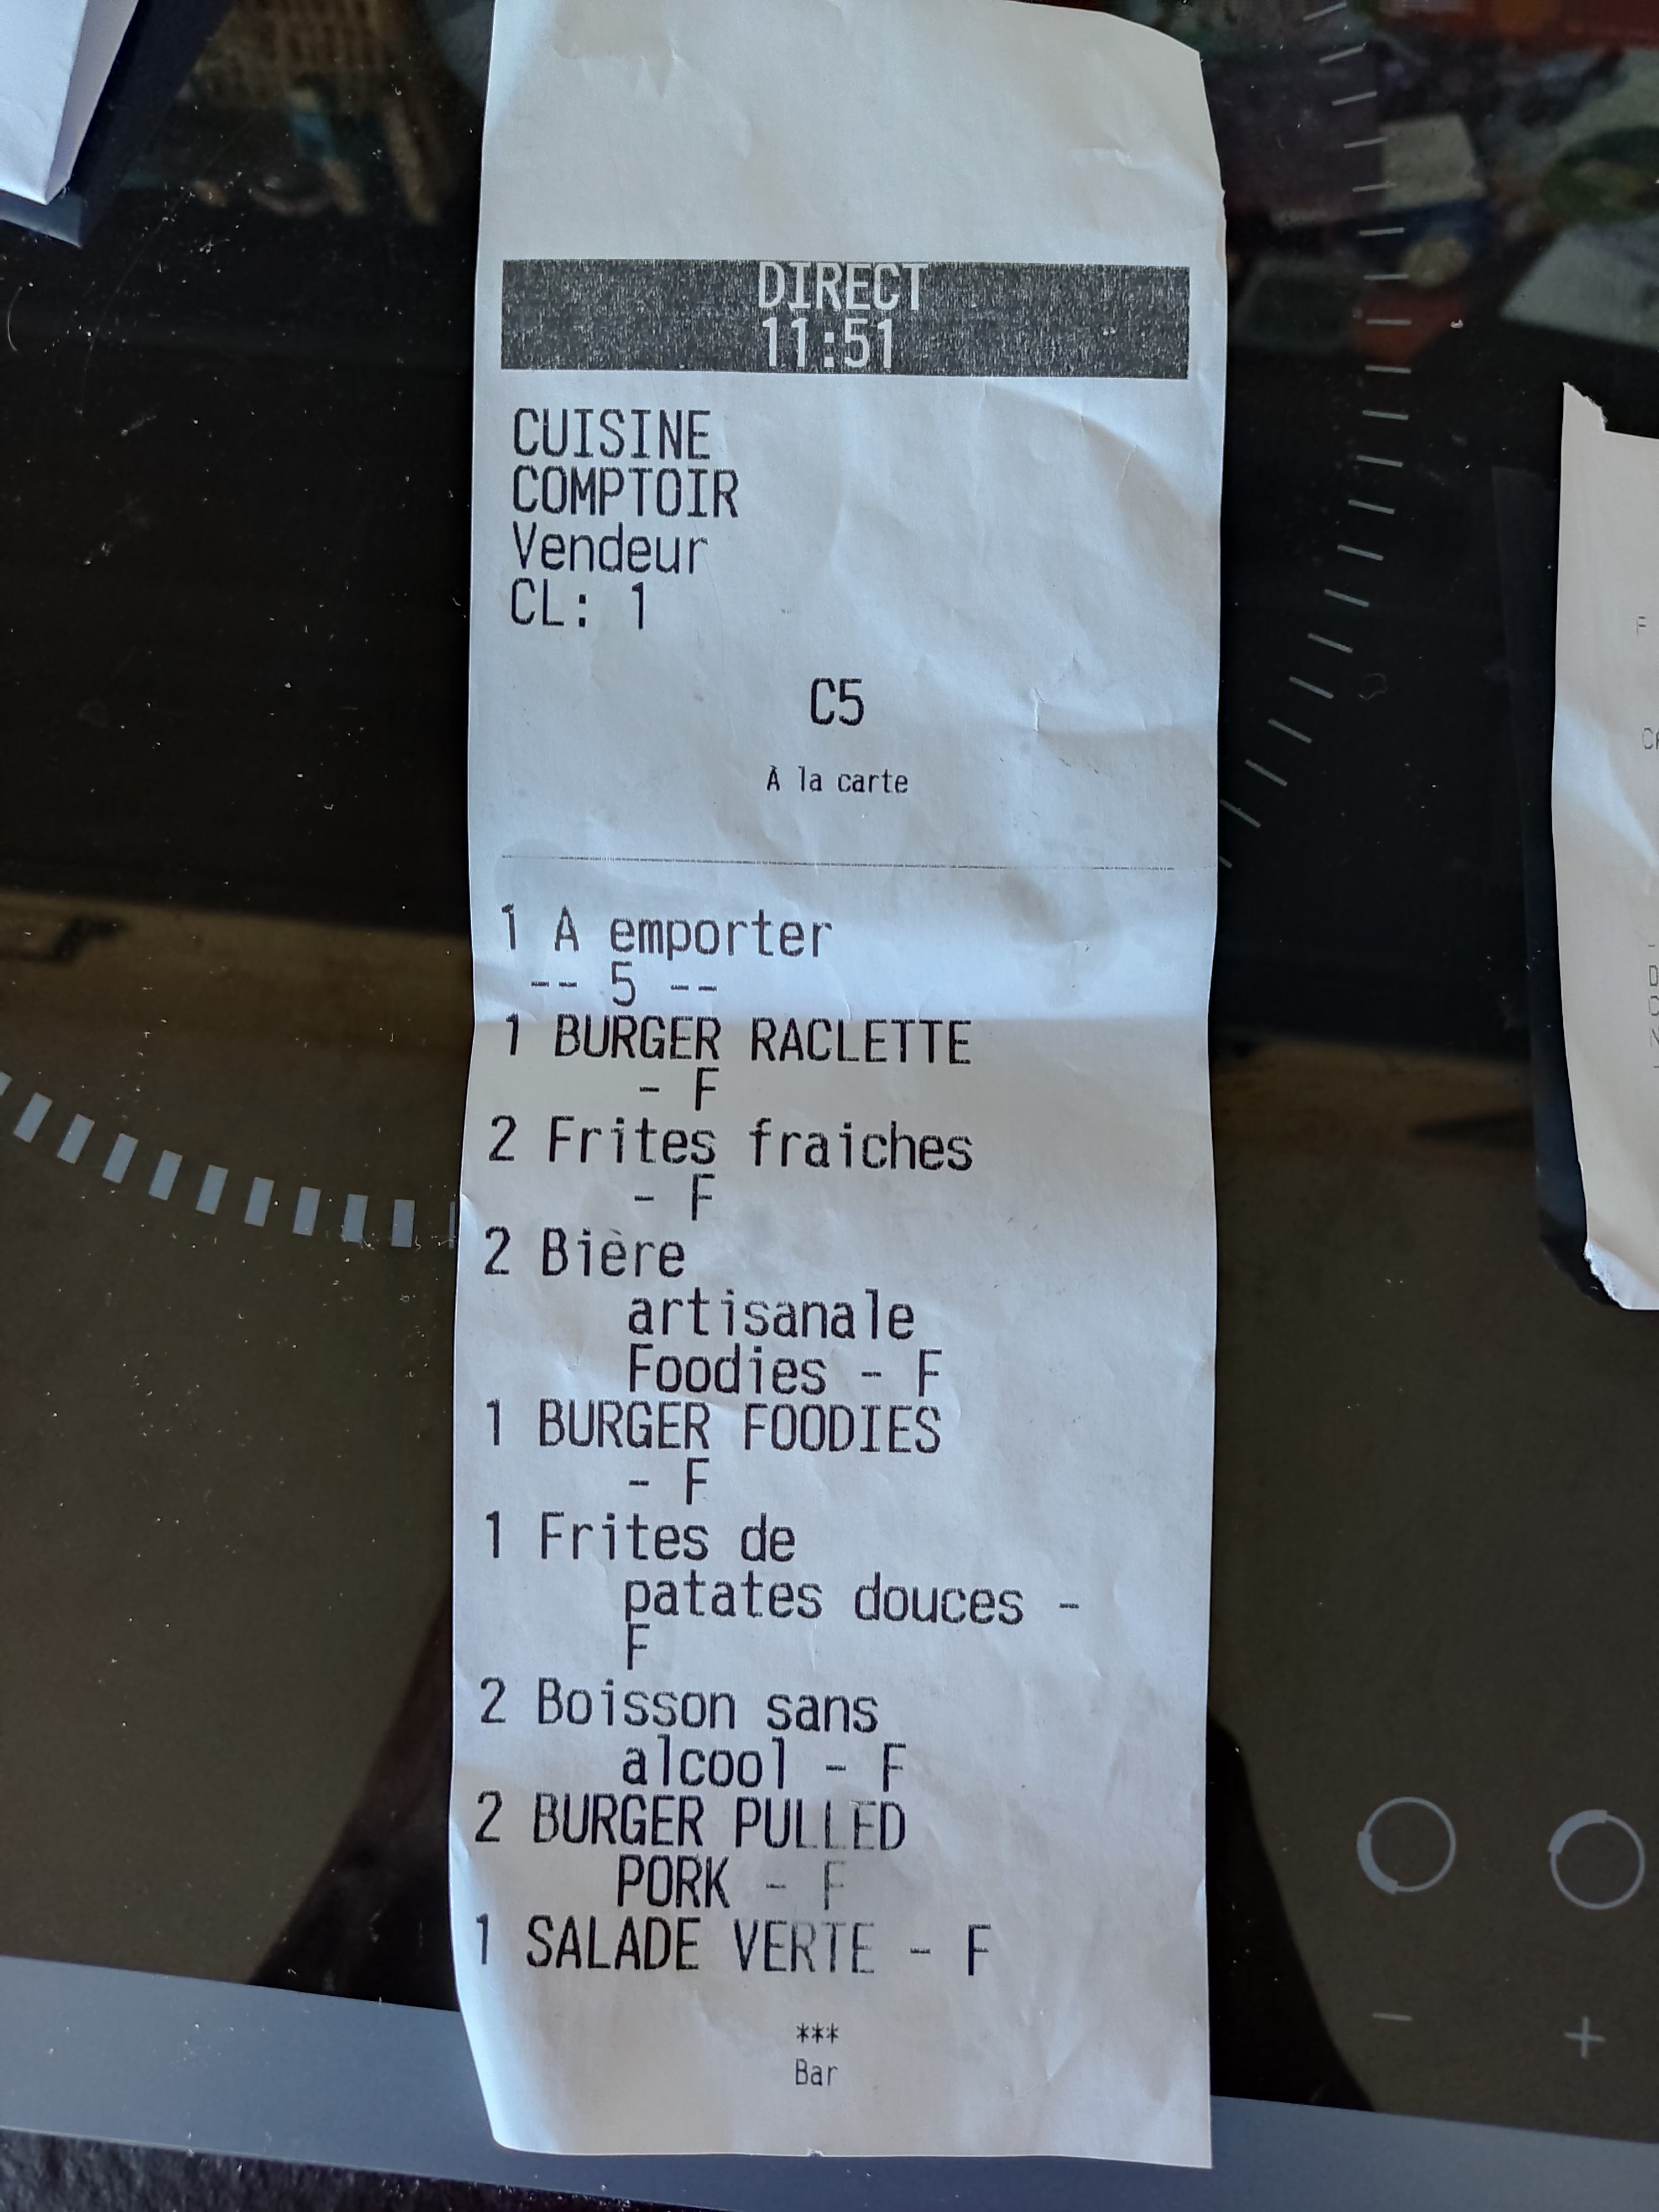 DIRECT
11:51
CUISINE
COMPTOIR
Vendeur
CL: 1
C5
À la carte
1 A emporter
-- 5 --
1 BURGER RACLETTE
- F
2 Frites fraiches
- F
2 Bière
artisanale
Foodies - F
1 BURGER FOODIES
- F
1 Frites de
patates douces -
F
2 Boisson sans
alcool - F
2 BURGER PULLED
PORK - F
1 SALADE VERTE - F
***
Bar